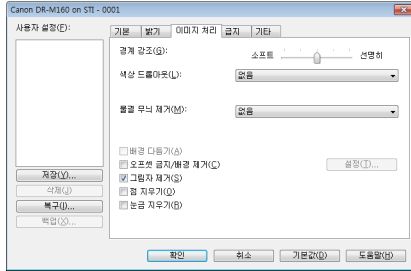 Canon DR-M160 on STI - 0001
사용자 설정(F):
기본 밝기 이미지 처리 급지 기타
경계 강조(G): 소프트 선명히
색상 드롭아웃(L): 없음
물결 무늬 제거(M): 없음
배경 다듬기(A)
오프셋 금지/배경 제거(C) 설정(T)...
그림자 제거(S)
점 지우기(O)
눈금 지우기(R)
저장(Y)...
삭제(J)
복구(I)...
백업(X)...
확인 취소 기본값(D) 도움말(H)